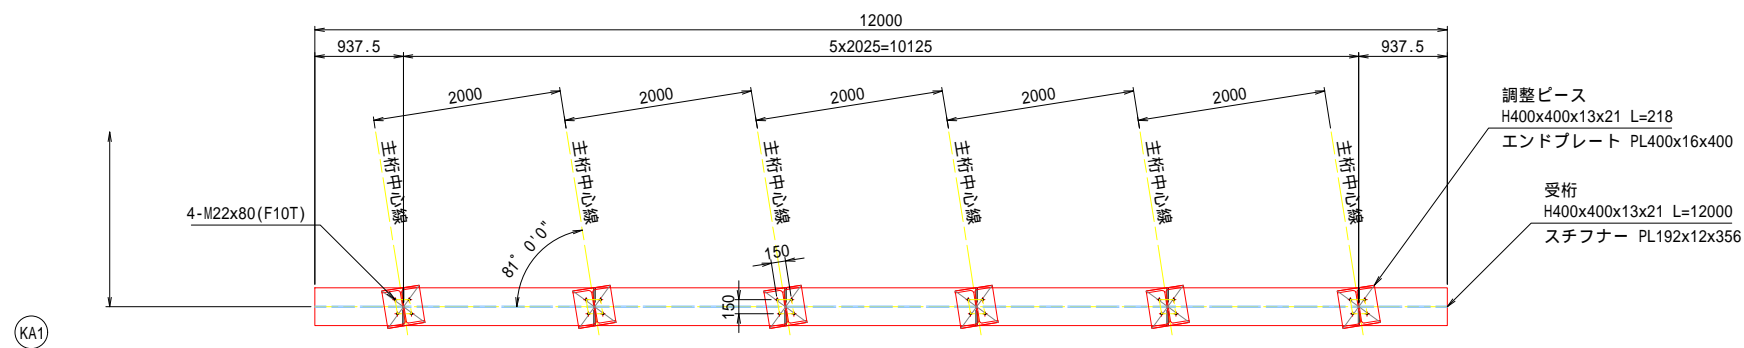 12000
937.5
5x2025=10125
937.5
2000
2000
2000
2000
2000
調整ピース
H400x400x13x21 L=218
エンドプレート PL400x16x400
主桁中心線
主桁中心線
主桁中心線
主桁中心線
主桁中心線
主桁中心線
受桁
H400x400x13x21 L=12000
スチフナー PL192x12x356
4-M22x80(F10T)
81° 0'0"
150
150
KA1